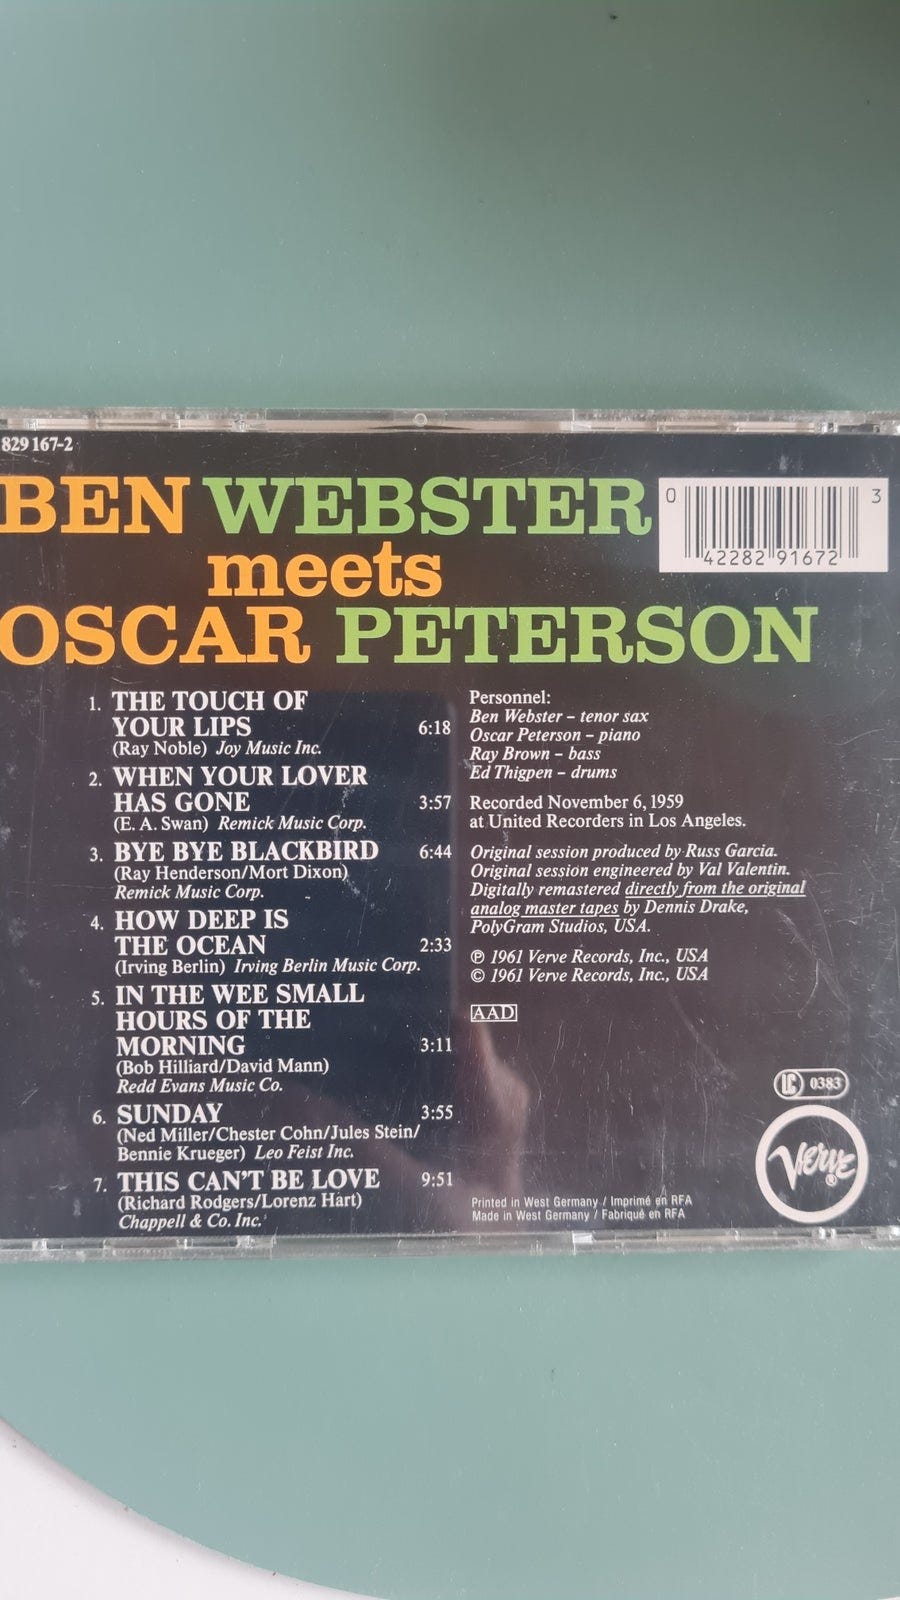 829 167-2
BEN WEBSTER
meets
OSCAR PETERSON
0 42282 91672 3
1. THE TOUCH OF
YOUR LIPS 6:18
(Ray Noble) Joy Music Inc.
2. WHEN YOUR LOVER
HAS GONE 3:57
(E. A. Swan) Remick Music Corp.
3. BYE BYE BLACKBIRD 6:44
(Ray Henderson/Mort Dixon)
Remick Music Corp.
4. HOW DEEP IS
THE OCEAN 2:33
(Irving Berlin) Irving Berlin Music Corp.
5. IN THE WEE SMALL
HOURS OF THE
MORNING 3:11
(Bob Hilliard/David Mann)
Redd Evans Music Co.
6. SUNDAY 3:55
(Ned Miller/Chester Cohn/Jules Stein/
Bennie Krueger) Leo Feist Inc.
7. THIS CAN'T BE LOVE 9:51
(Richard Rodgers/Lorenz Hart)
Chappell & Co. Inc.
Personnel:
Ben Webster – tenor sax
Oscar Peterson – piano
Ray Brown – bass
Ed Thigpen – drums
Recorded November 6, 1959
at United Recorders in Los Angeles.
Original session produced by Russ Garcia.
Original session engineered by Val Valentin.
Digitally remastered directly from the original
analog master tapes by Dennis Drake,
PolyGram Studios, USA.
℗ 1961 Verve Records, Inc., USA
© 1961 Verve Records, Inc., USA
AAD
LC 0383
Verve®
Printed in West Germany / Imprimé en RFA
Made in West Germany / Fabriqué en RFA